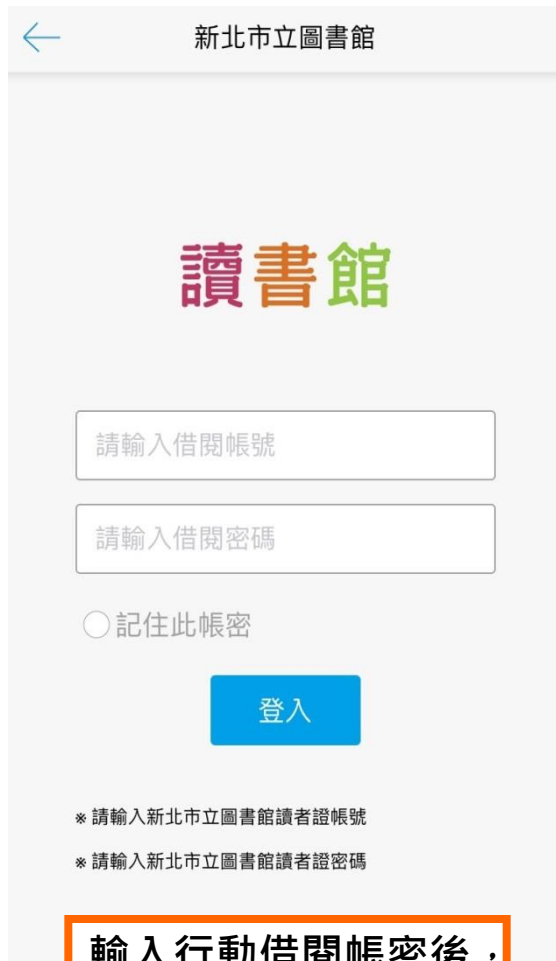 新北市立圖書館
讀書館
請輸入借閱帳號
請輸入借閱密碼
記住此帳密
登入
※ 請輸入新北市立圖書館讀者證帳號
※ 請輸入新北市立圖書館讀者證密碼
輸入行動借閱帳密後，